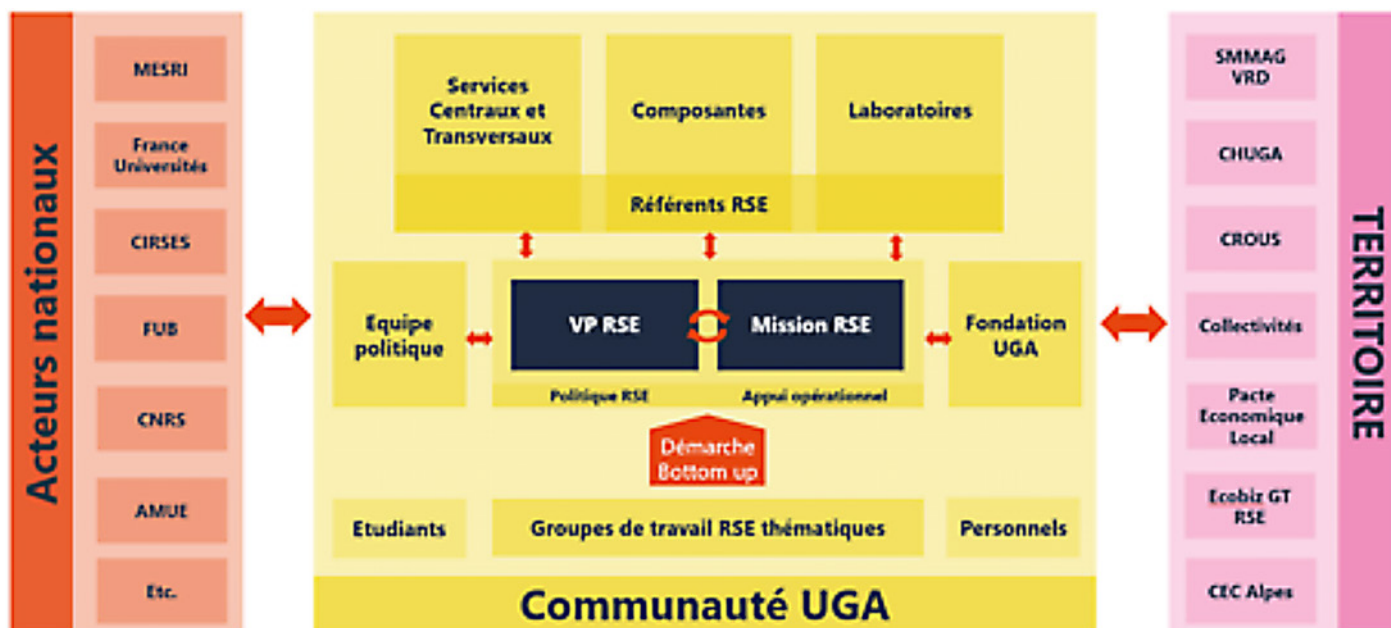 Acteurs nationaux
MESRI
France
Universités
CIRSES
FUB
CNRS
AMUE
Etc.
Services
Centraux et
Transversaux
Composantes
Laboratoires
Référents RSE
Equipe
politique
VP RSE
Mission RSE
Politique RSE
Appui opérationnel
Fondation
UGA
Démarche
Bottom up
Etudiants
Groupes de travail RSE thématiques
Personnels
Communauté UGA
SMMAG
VRD
CHUGA
CROUS
Collectivités
Pacte
Economique
Local
Ecobiz GT
RSE
CEC Alpes
TERRITOIRE